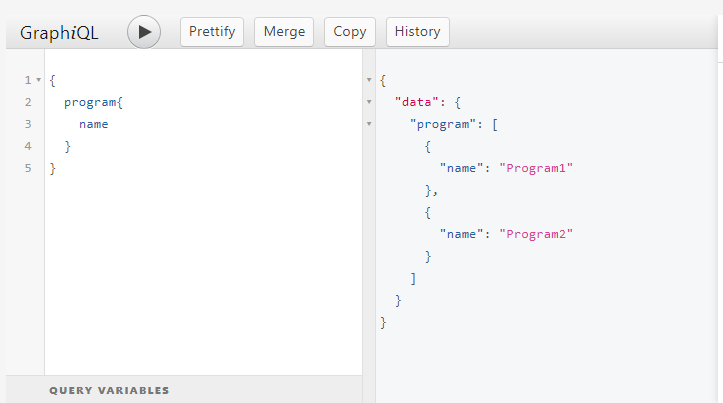 GraphiQL Prettify Merge Copy History
1 {
2 program{
3 name
4 }
5 }
{
"data": {
"program": [
{
"name": "Program1"
},
{
"name": "Program2"
}
]
}
}
QUERY VARIABLES